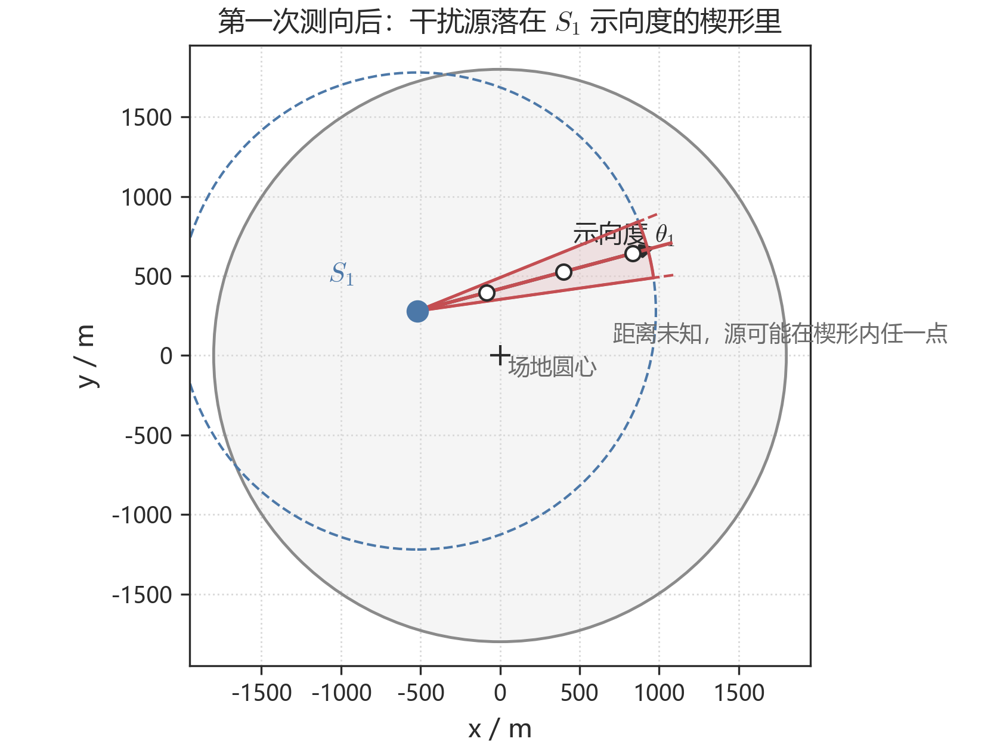 第一次测向后：干扰源落在 S₁ 示向度的楔形里
y / m
1500
1000
500
0
-500
-1000
-1500
示向度 θ₁
S₁
距离未知，源可能在楔形内任一点
场地圆心
-1500 -1000 -500 0 500 1000 1500
x / m